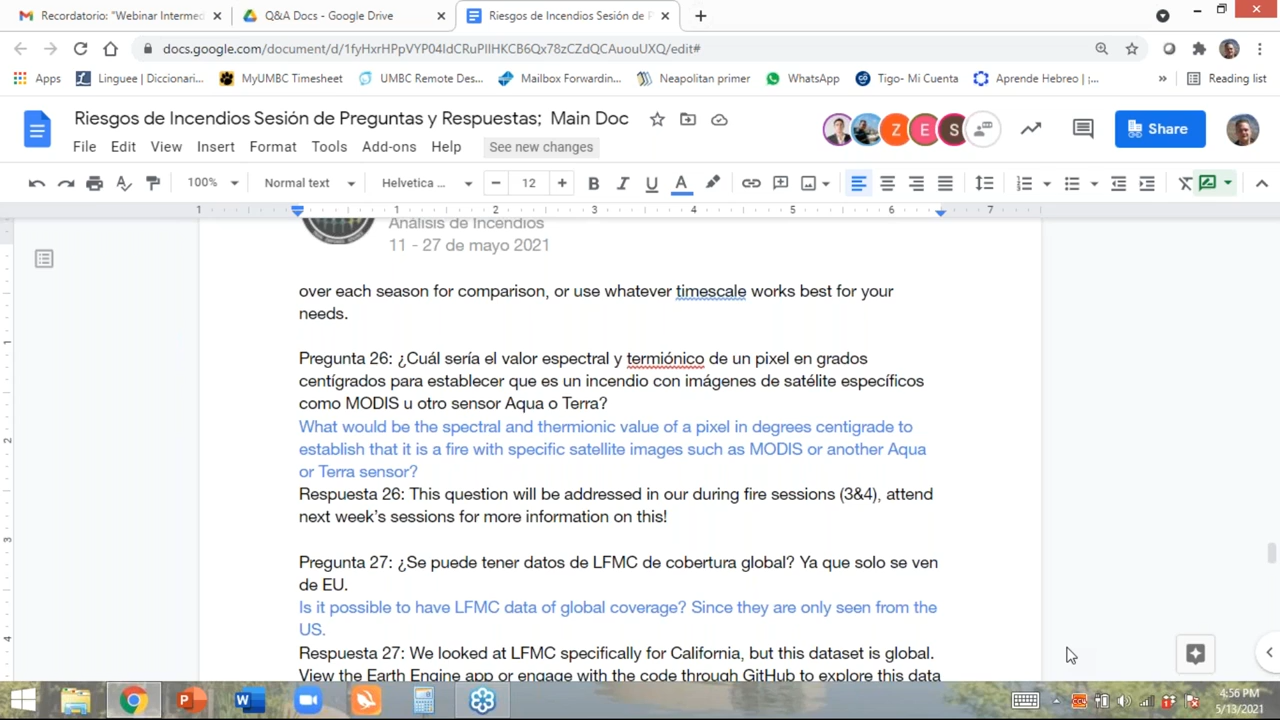 Recordatorio: "Webinar Intermed
Q&A Docs - Google Drive
Riesgos de Incendios Sesión de P
docs.google.com/document/d/1fyHxrHPpVYP04IdCRuPIIHKCB6Qx78zCZdQCAuouUXQ/edit#
Apps
Linguee | Diccionari...
MyUMBC Timesheet
UMBC Remote Des...
Mailbox Forwardin...
Neapolitan primer
WhatsApp
Tigo- Mi Cuenta
Aprende Hebreo | ¡...
»
Reading list
Riesgos de Incendios Sesión de Preguntas y Respuestas; Main Doc
Z E S
Share
File Edit View Insert Format Tools Add-ons Help See new changes
100% Normal text Helvetica ... 12 B I U A
1 1 2 3 4 5 6 7
Análisis de Incendios
11 - 27 de mayo 2021
over each season for comparison, or use whatever timescale works best for your
needs.
Pregunta 26: ¿Cuál sería el valor espectral y termiónico de un pixel en grados
centígrados para establecer que es un incendio con imágenes de satélite específicos
como MODIS u otro sensor Aqua o Terra?
What would be the spectral and thermionic value of a pixel in degrees centigrade to
establish that it is a fire with specific satellite images such as MODIS or another Aqua
or Terra sensor?
Respuesta 26: This question will be addressed in our during fire sessions (3&4), attend
next week's sessions for more information on this!
Pregunta 27: ¿Se puede tener datos de LFMC de cobertura global? Ya que solo se ven
de EU.
Is it possible to have LFMC data of global coverage? Since they are only seen from the
US.
Respuesta 27: We looked at LFMC specifically for California, but this dataset is global.
View the Earth Engine app or engage with the code through GitHub to explore this data
1
2
3
4
4:56 PM
5/13/2021